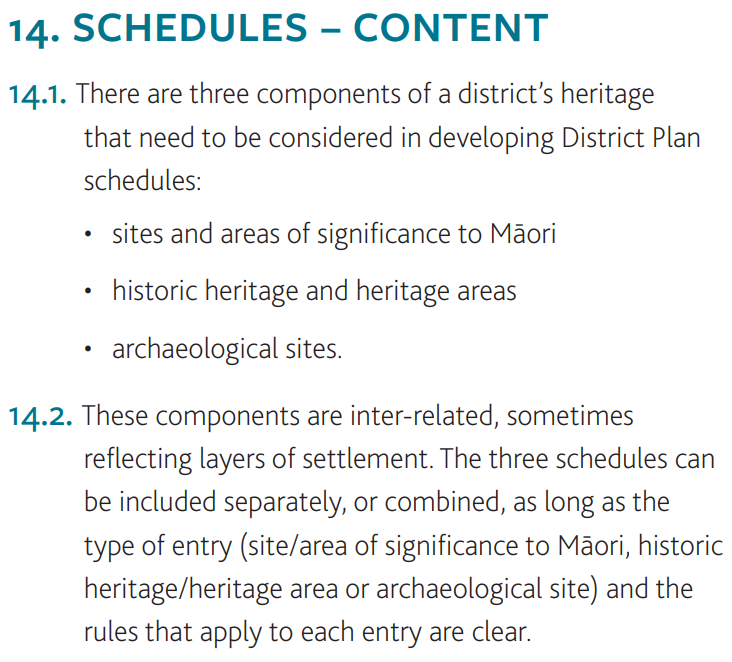 14. SCHEDULES – CONTENT
14.1. There are three components of a district’s heritage
that need to be considered in developing District Plan
schedules:
• sites and areas of significance to Māori
• historic heritage and heritage areas
• archaeological sites.
14.2. These components are inter-related, sometimes
reflecting layers of settlement. The three schedules can
be included separately, or combined, as long as the
type of entry (site/area of significance to Māori, historic
heritage/heritage area or archaeological site) and the
rules that apply to each entry are clear.